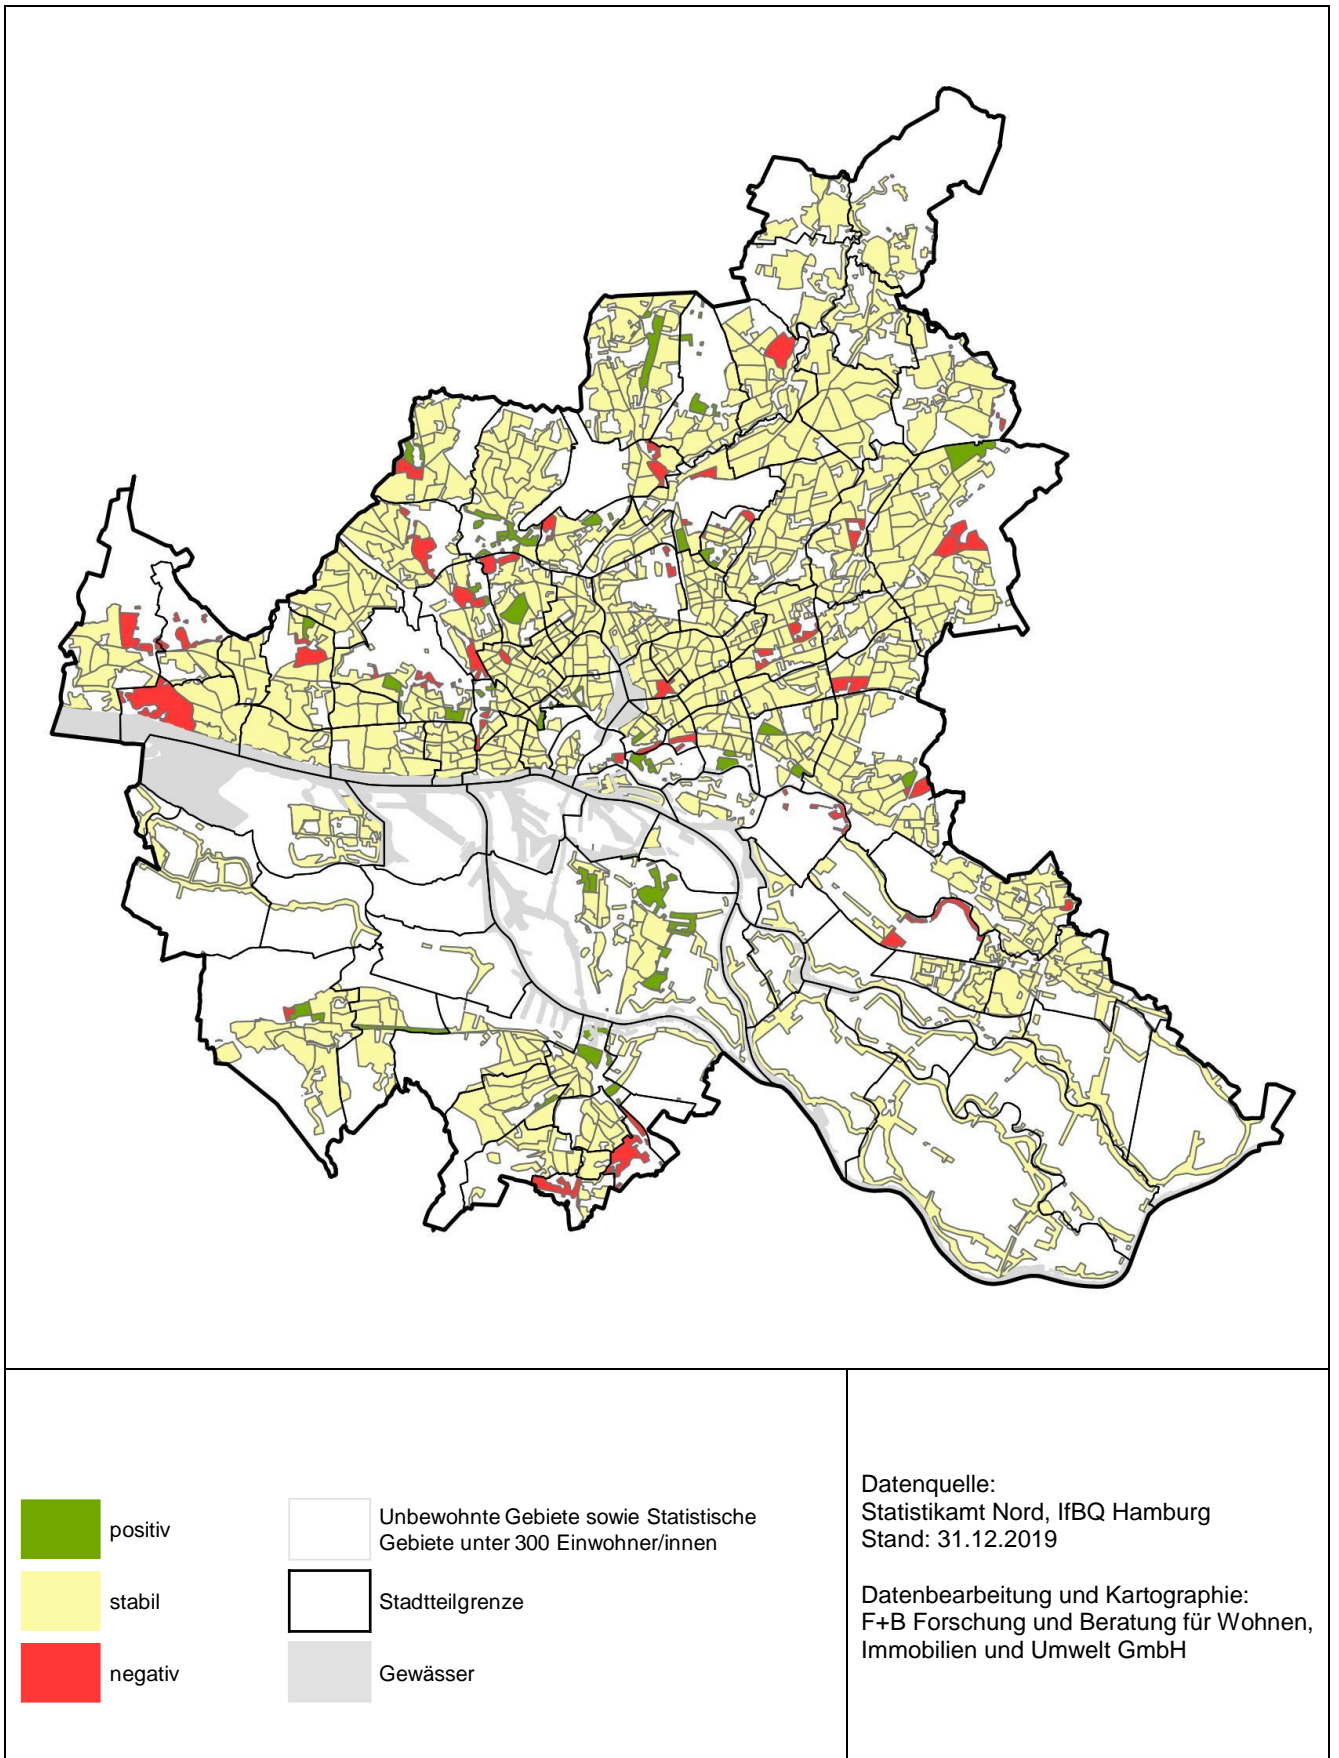 positiv
stabil
negativ
Unbewohnte Gebiete sowie Statistische
Gebiete unter 300 Einwohner/innen
Stadtteilgrenze
Gewässer
Datenquelle:
Statistikamt Nord, IfBQ Hamburg
Stand: 31.12.2019
Datenbearbeitung und Kartographie:
F+B Forschung und Beratung für Wohnen,
Immobilien und Umwelt GmbH